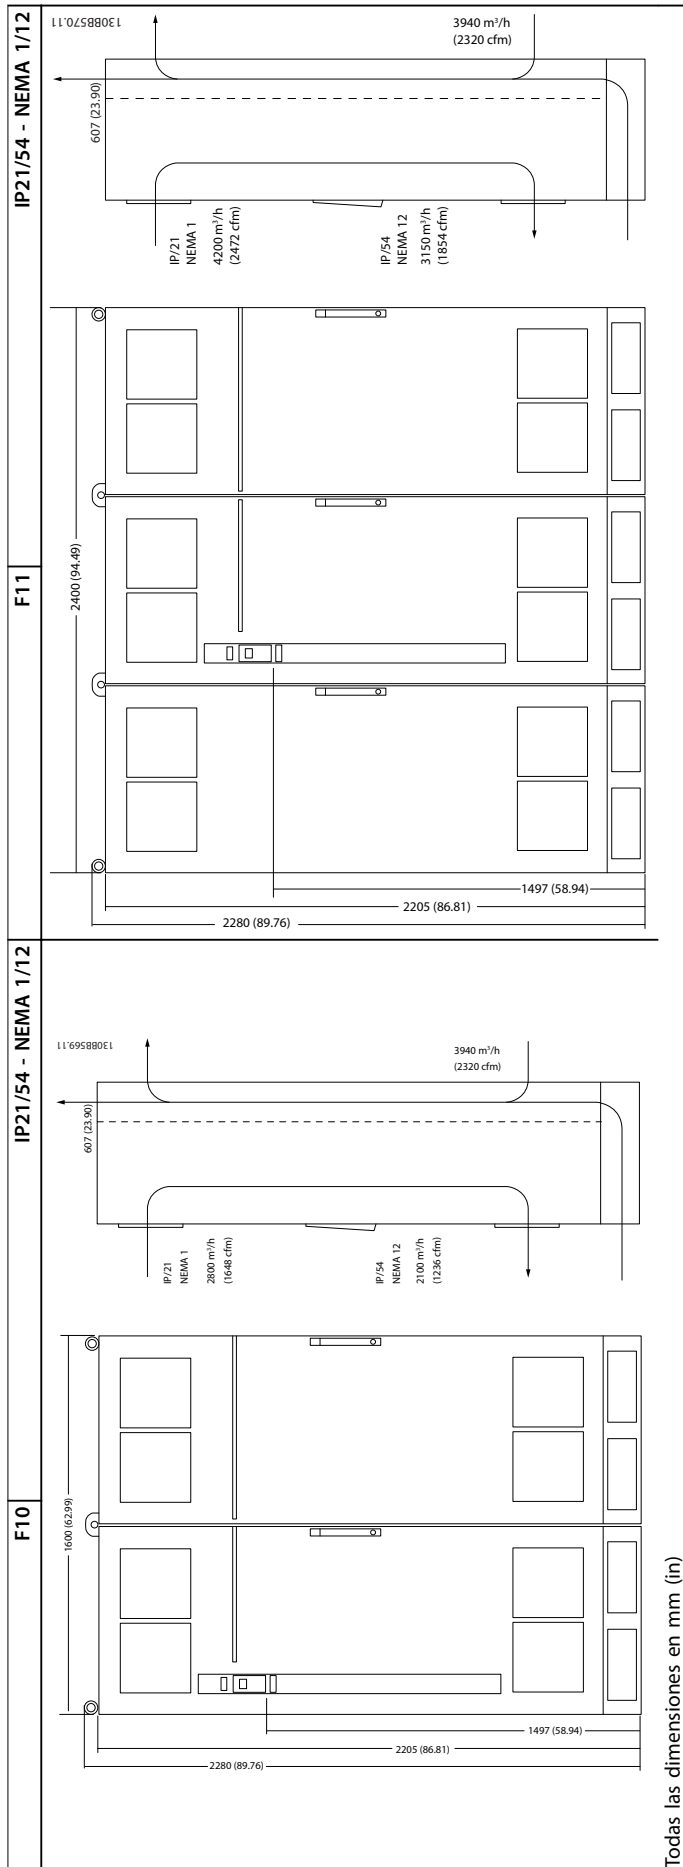 F10
IP21/54 - NEMA 1/12
F11
IP21/54 - NEMA 1/12
1600 (62.99)
2280 (89.76)
2205 (86.81)
1497 (58.94)
130BB569.11
607 (23.90)
IP/21
NEMA 1
2800 m³/h
(1648 cfm)
IP/54
NEMA 12
2100 m³/h
(1236 cfm)
3940 m³/h
(2320 cfm)
2400 (94.49)
2280 (89.76)
2205 (86.81)
1497 (58.94)
130BB570.11
607 (23.90)
IP/21
NEMA 1
4200 m³/h
(2472 cfm)
IP/54
NEMA 12
3150 m³/h
(1854 cfm)
3940 m³/h
(2320 cfm)
Todas las dimensiones en mm (in)